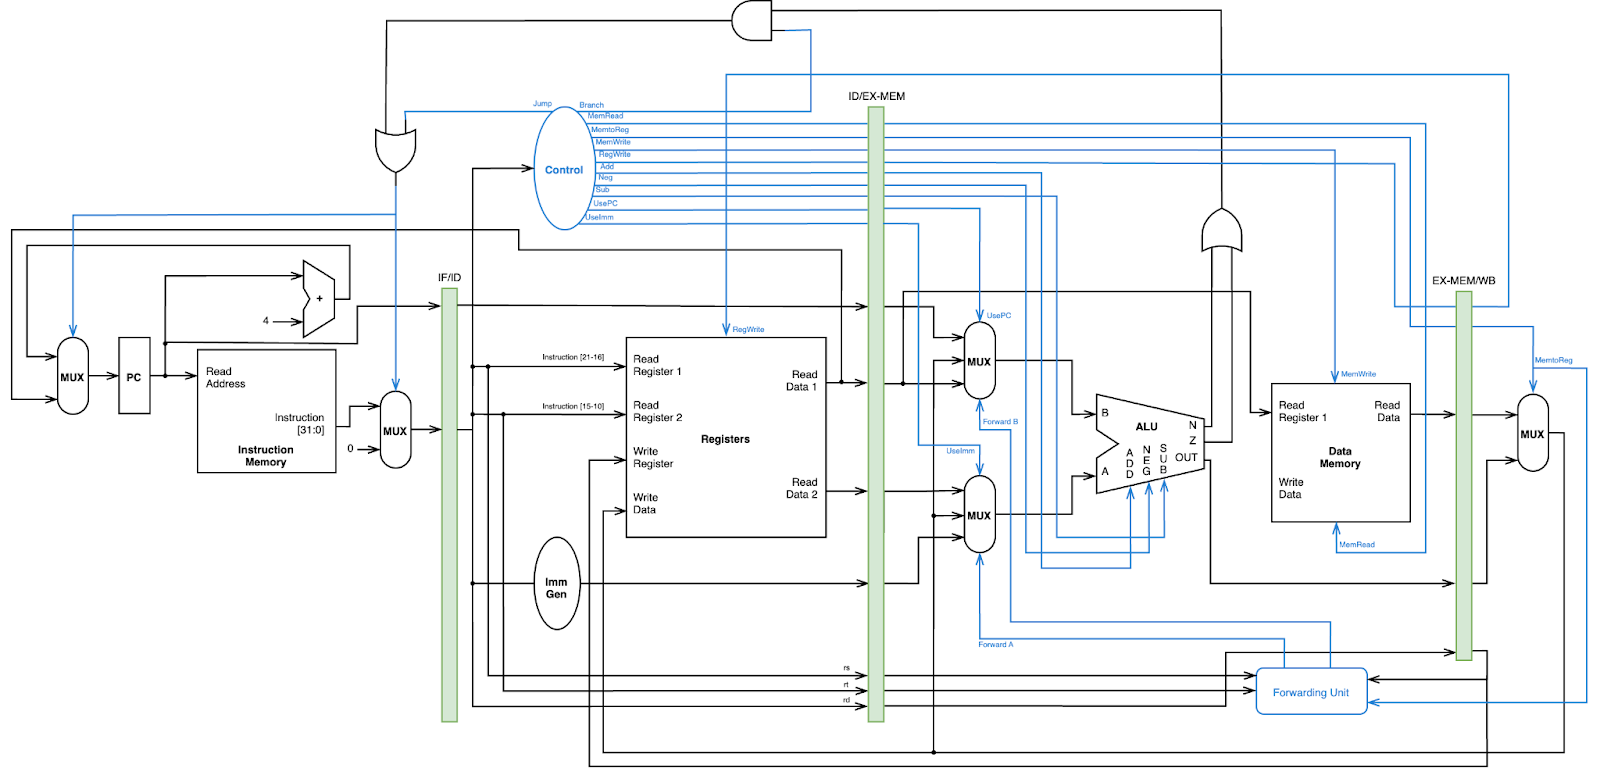 ID/EX-MEM
Jump
Branch
MemRead
MemtoReg
MemWrite
RegWrite
Add
Neg
Sub
UsePC
UseImm
Control
IF/ID
EX-MEM/WB
+
4
MUX
PC
Read
Address
Instruction
[31:0]
Instruction
Memory
0
MUX
Instruction [21-16]
Instruction [15-10]
RegWrite
Read
Register 1
Read
Register 2
Write
Register
Write
Data
Registers
Read
Data 1
Read
Data 2
Imm
Gen
UsePC
MUX
Forward B
UseImm
MUX
Forward A
B
A
ALU
ADD
NEG
SUB
N
Z
OUT
MemWrite
Read
Register 1
Read
Data
Data
Memory
Write
Data
MemRead
MemtoReg
MUX
rs
rt
rd
Forwarding Unit